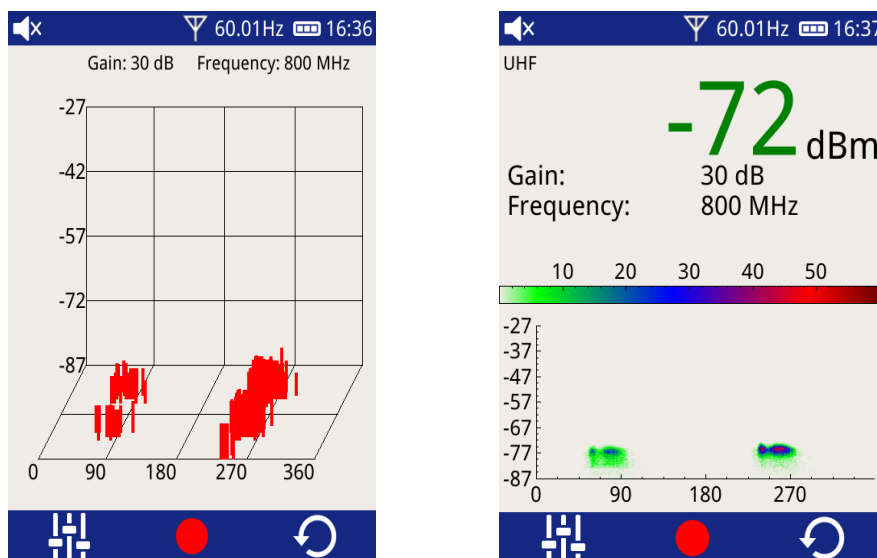 60.01Hz 16:36
Gain: 30 dB Frequency: 800 MHz
-27
-42
-57
-72
-87
0 90 180 270 360
60.01Hz 16:37
UHF
-72 dBm
Gain: 30 dB
Frequency: 800 MHz
10 20 30 40 50
-27
-37
-47
-57
-67
-77
-87
0 90 180 270